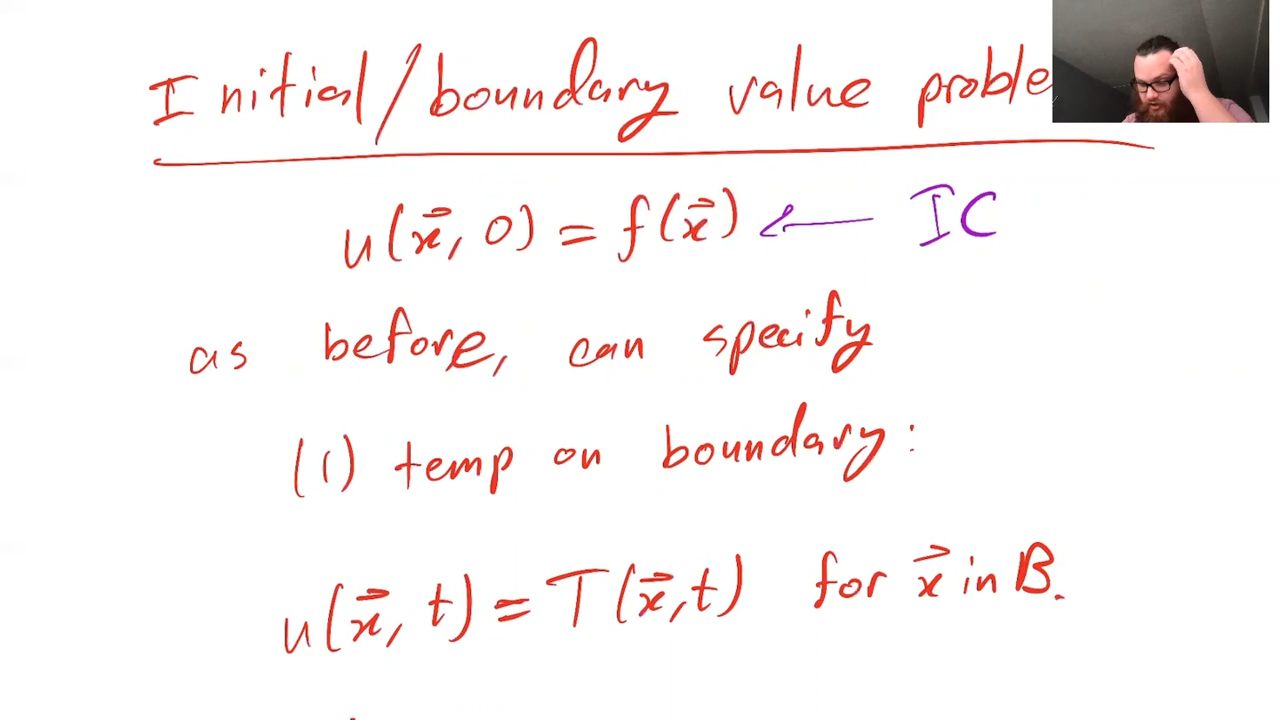 Initial/boundary value proble
u(x⃗, 0) = f(x⃗) ← IC
as before, can specify
(1) temp on boundary:
u(x⃗, t) = T(x⃗, t) for x⃗ in B.